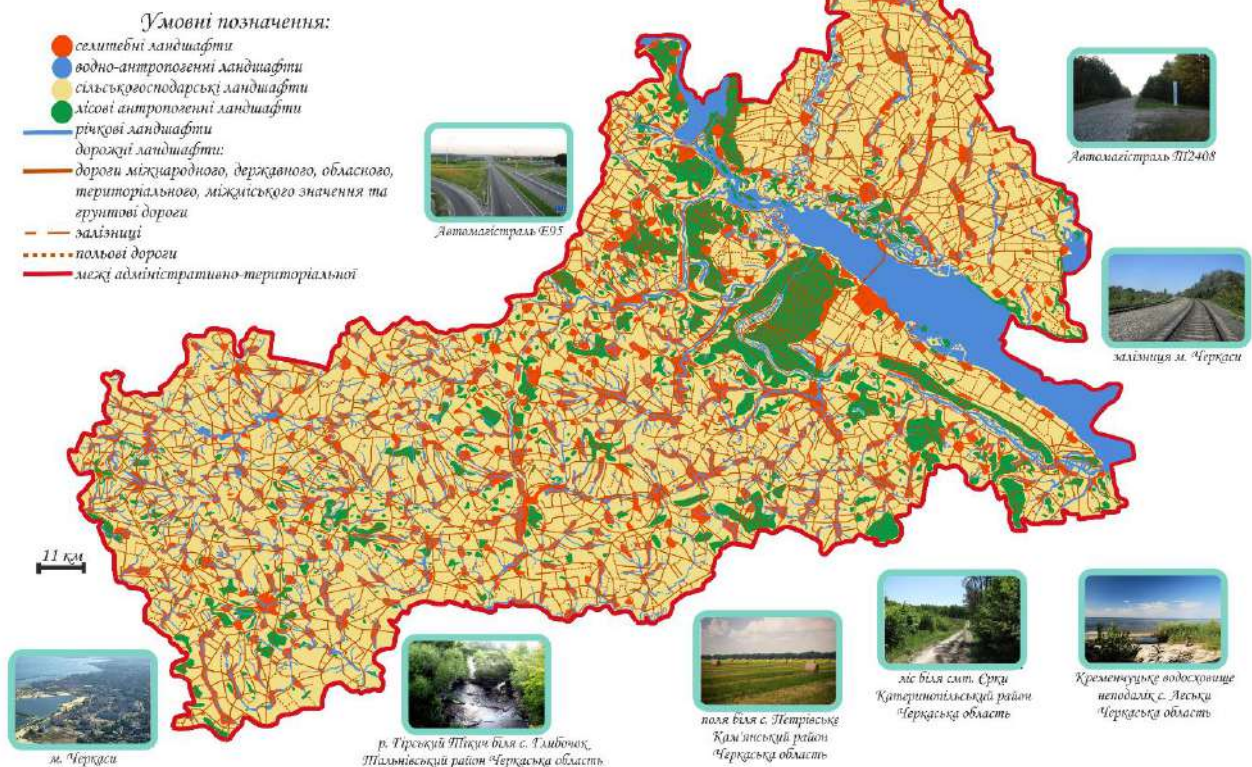 Умовні позначення:
селитебні ландшафти
водно-антропогенні ландшафти
сільськогосподарські ландшафти
лісові антропогенні ландшафти
річкові ландшафти
дорожні ландшафти:
дороги міжнародного, державного, обласного,
територіального, міжміського значення та
грунтові дороги
залізниці
польові дороги
межі адміністративно-територіальної
Автомагістраль Е95
Автомагістраль Т2408
залізниця м. Черкаси
11 км
м. Черкаси
р. Гірський Тікич біля с. Глибочок
Тальнівський район Черкаська область
поля біля с. Петрівське
Кам'янський район
Черкаська область
ліс біля смт. Єрки
Катеринопільський район
Черкаська область
Кременчуцьке водосховище
неподалік с. Леськи
Черкаська область